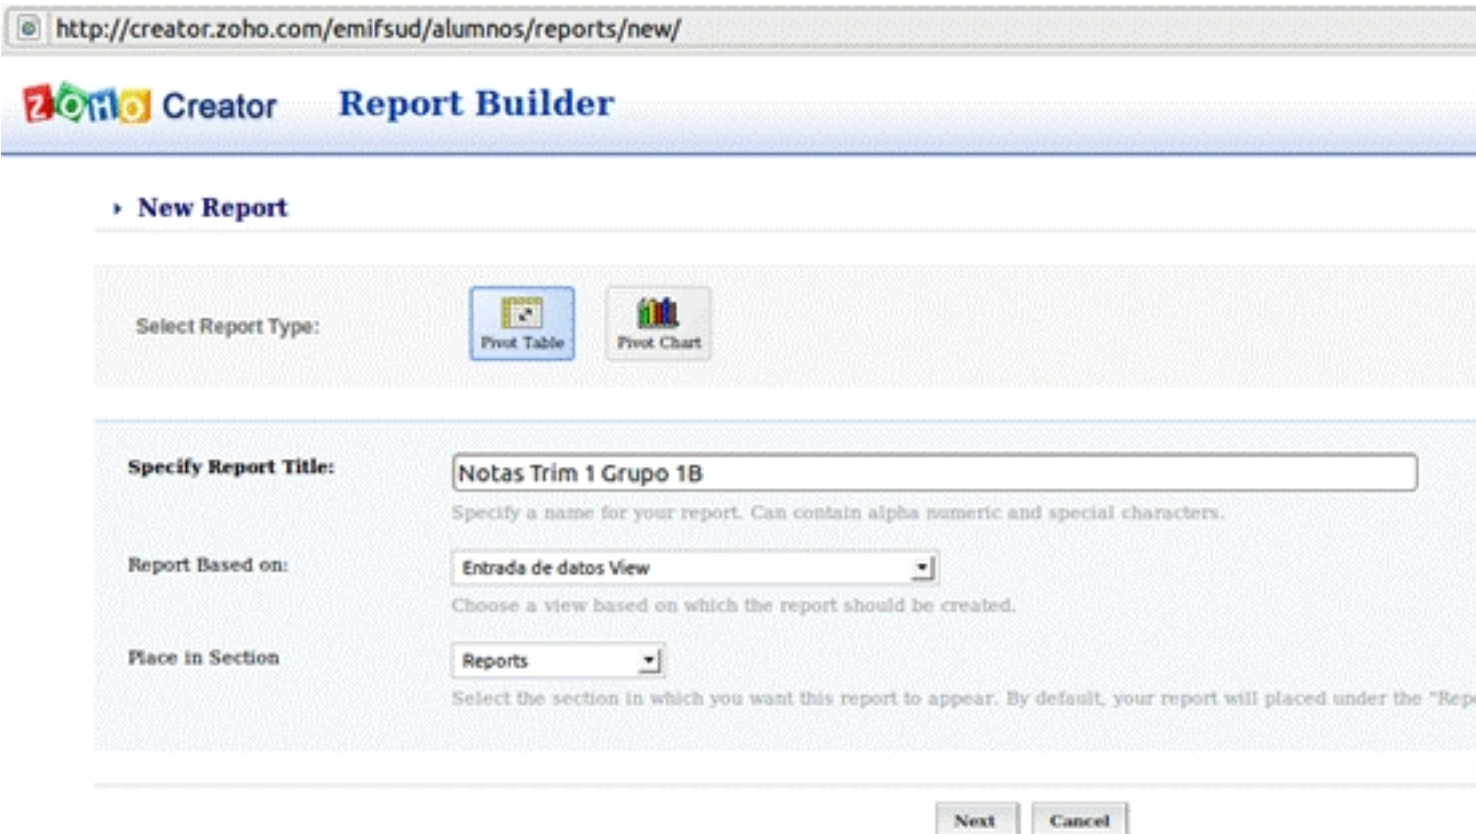 http://creator.zoho.com/emifsud/alumnos/reports/new/
ZOHO Creator Report Builder
New Report
Select Report Type: Pivot Table Pivot Chart
Specify Report Title: Notas Trim 1 Grupo 1B
Specify a name for your report. Can contain alpha numeric and special characters.
Report Based on: Entrada de datos View
Choose a view based on which the report should be created.
Place in Section Reports
Select the section in which you want this report to appear. By default, your report will placed under the "Repo
Next Cancel